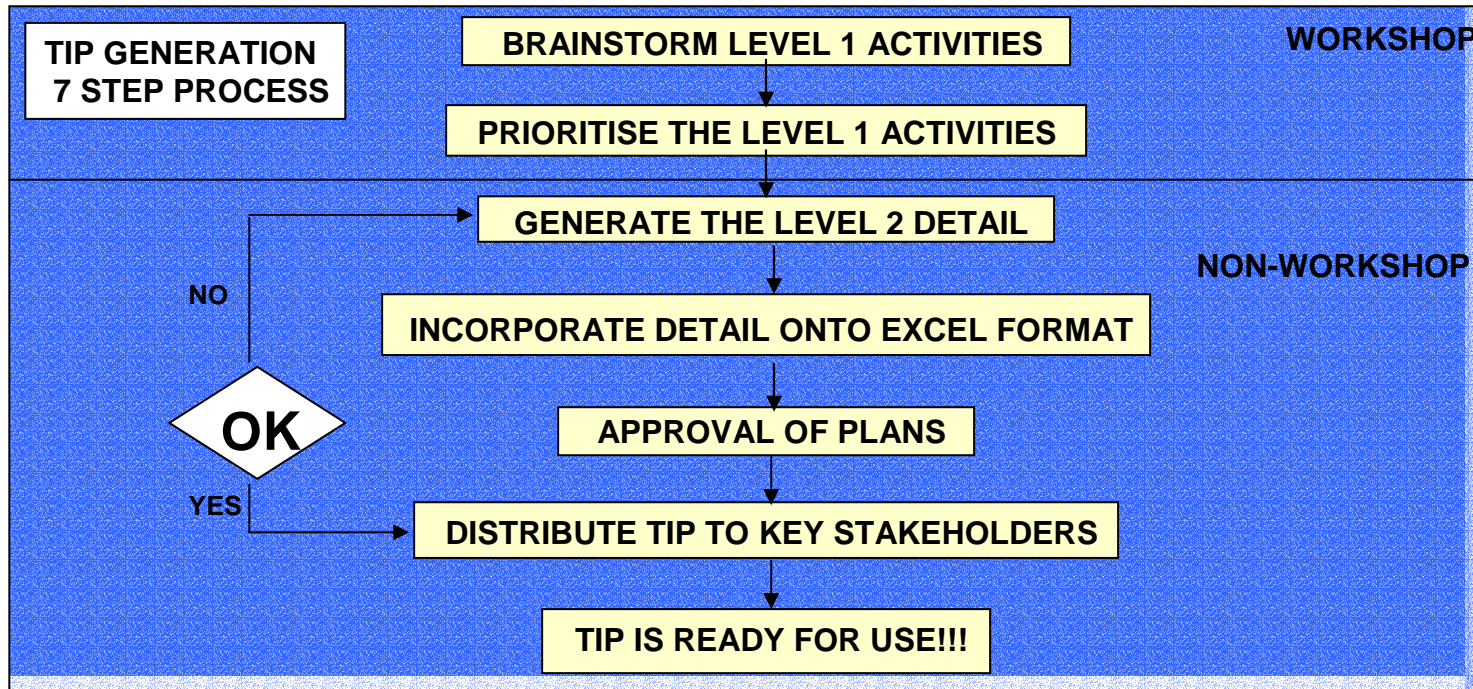 TIP GENERATION
7 STEP PROCESS
BRAINSTORM LEVEL 1 ACTIVITIES
WORKSHOP
PRIORITISE THE LEVEL 1 ACTIVITIES
GENERATE THE LEVEL 2 DETAIL
NON-WORKSHOP
NO
INCORPORATE DETAIL ONTO EXCEL FORMAT
OK
APPROVAL OF PLANS
YES
DISTRIBUTE TIP TO KEY STAKEHOLDERS
TIP IS READY FOR USE!!!